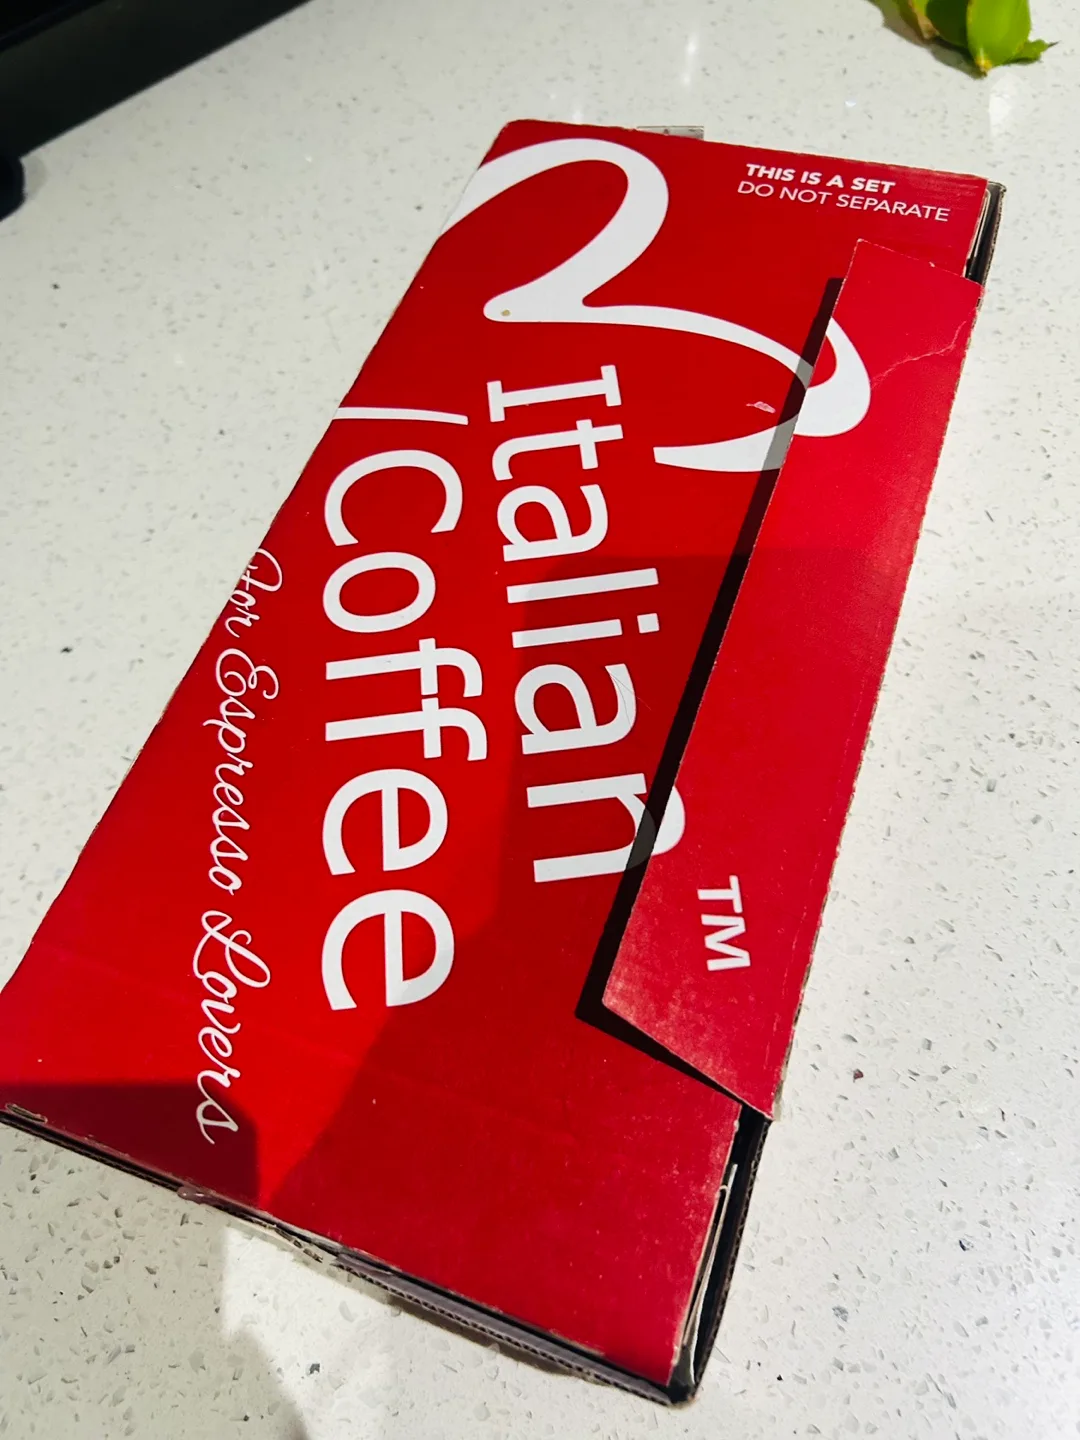 THIS IS A SET
DO NOT SEPARATE
Italian
Coffee
TM
For Espresso Lovers